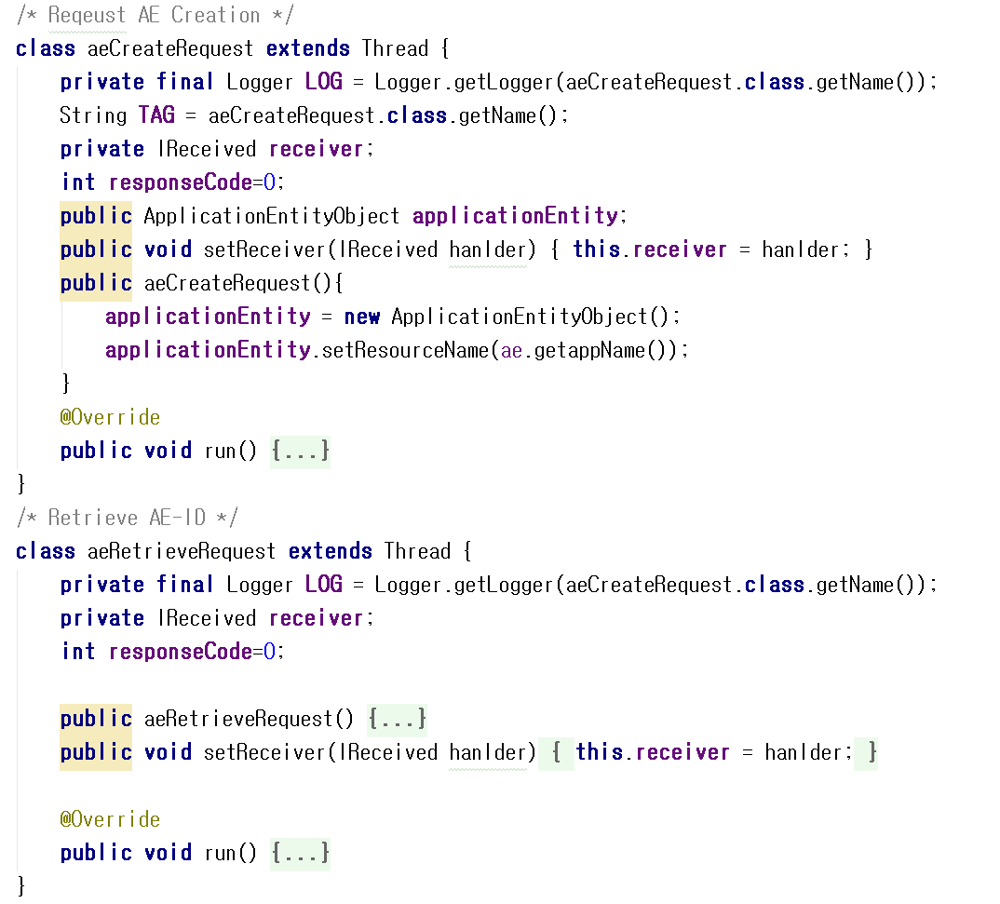 /* Reqeust AE Creation */
class aeCreateRequest extends Thread {
    private final Logger LOG = Logger.getLogger(aeCreateRequest.class.getName());
    String TAG = aeCreateRequest.class.getName();
    private IReceived receiver;
    int responseCode=0;
    public ApplicationEntityObject applicationEntity;
    public void setReceiver(IReceived hanlder) { this.receiver = hanlder; }
    public aeCreateRequest(){
        applicationEntity = new ApplicationEntityObject();
        applicationEntity.setResourceName(ae.getappName());
    }
    @Override
    public void run() {...}
}
/* Retrieve AE-ID */
class aeRetrieveRequest extends Thread {
    private final Logger LOG = Logger.getLogger(aeCreateRequest.class.getName());
    private IReceived receiver;
    int responseCode=0;

    public aeRetrieveRequest() {...}
    public void setReceiver(IReceived hanlder) { this.receiver = hanlder; }

    @Override
    public void run() {...}
}